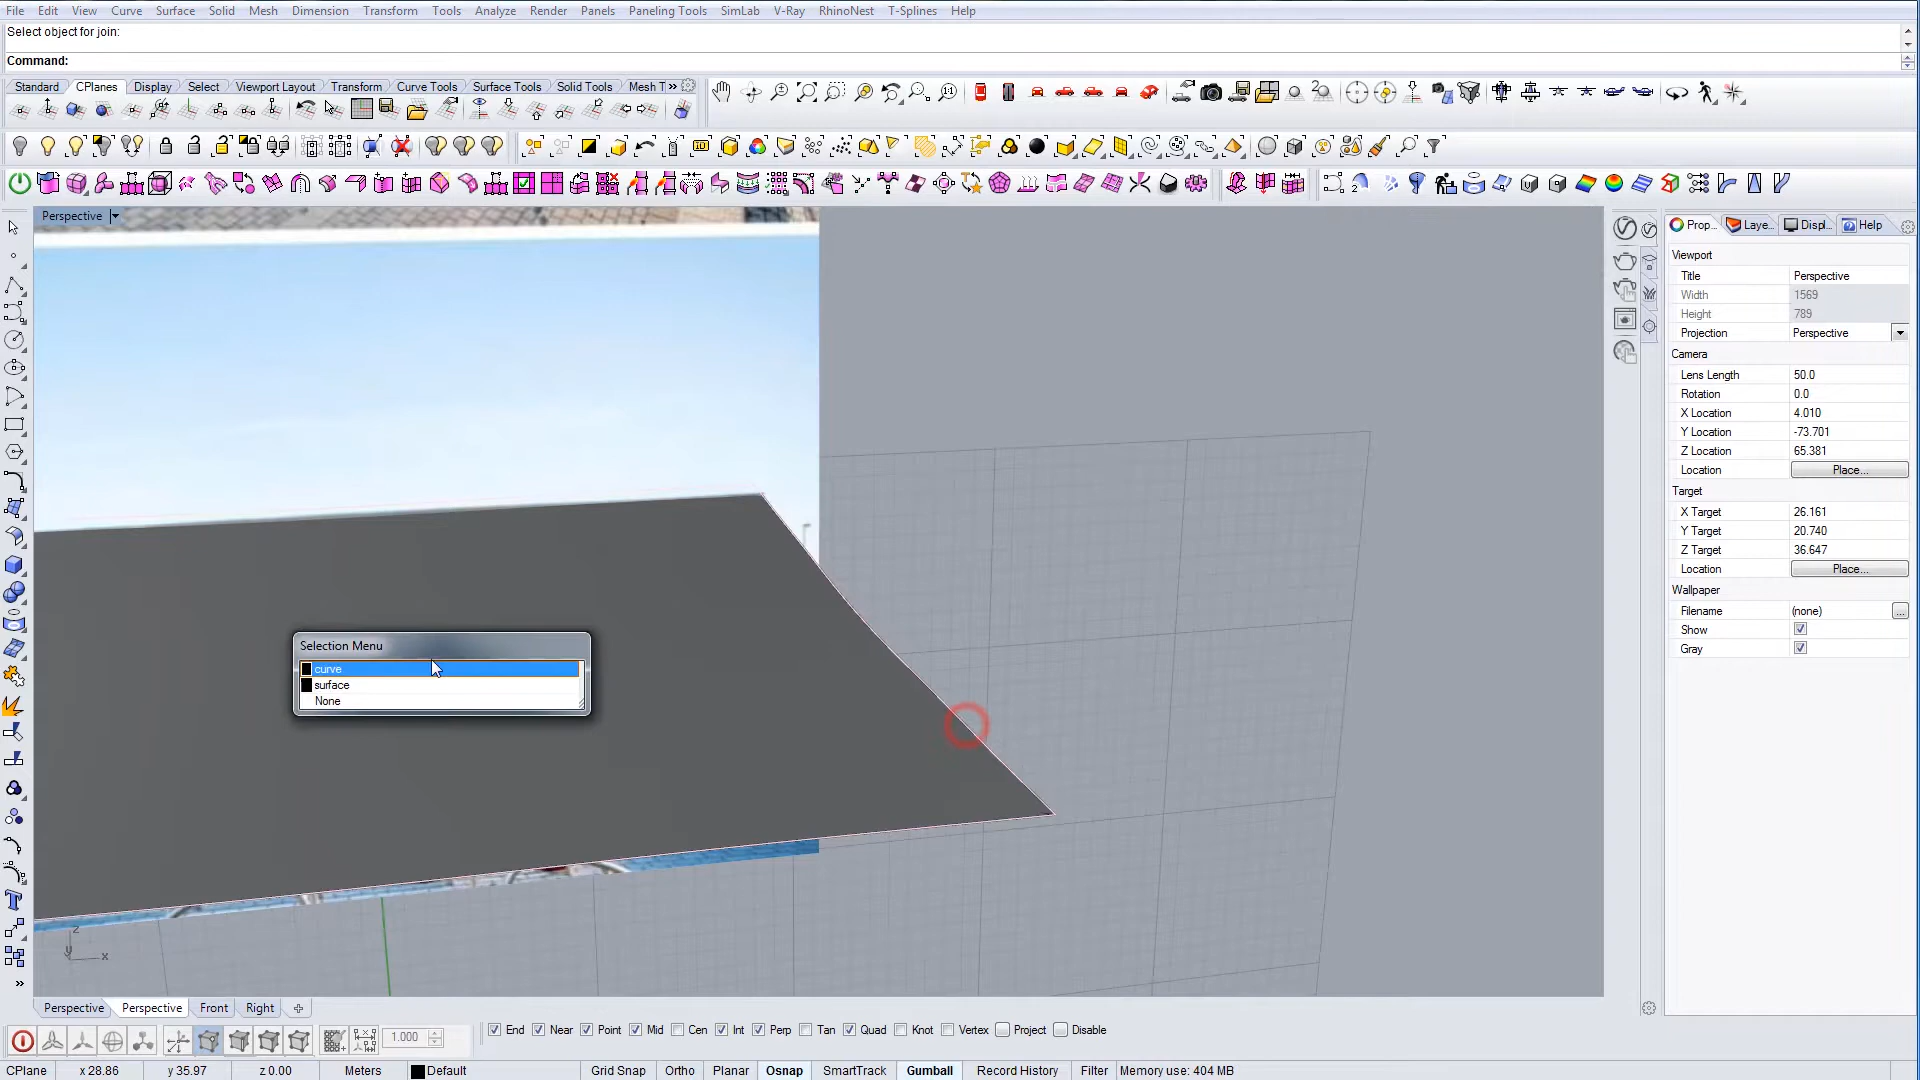 File Edit View Curve Surface Solid Mesh Dimension Transform Tools Analyze Render Panels Paneling Tools SimLab V-Ray RhinoNest T-Splines Help
Select object for join:
Command:
Standard CPlanes Display Select Viewport Layout Transform Curve Tools Surface Tools Solid Tools Mesh T »
Perspective
Prop... Laye... Displ... Help
Viewport
Title Perspective
Width 1569
Height 789
Projection Perspective
Camera
Lens Length 50.0
Rotation 0.0
X Location 4.010
Y Location -73.701
Z Location 65.381
Location Place...
Target
X Target 26.161
Y Target 20.740
Z Target 36.647
Location Place...
Wallpaper
Filename (none) ...
Show
Gray
Selection Menu
curve
surface
None
z
y x
»
Perspective Perspective Front Right
1.000
End Near Point Mid Cen Int Perp Tan Quad Knot Vertex Project Disable
CPlane x 28.86 y 35.97 z 0.00 Meters Default Grid Snap Ortho Planar Osnap SmartTrack Gumball Record History Filter Memory use: 404 MB